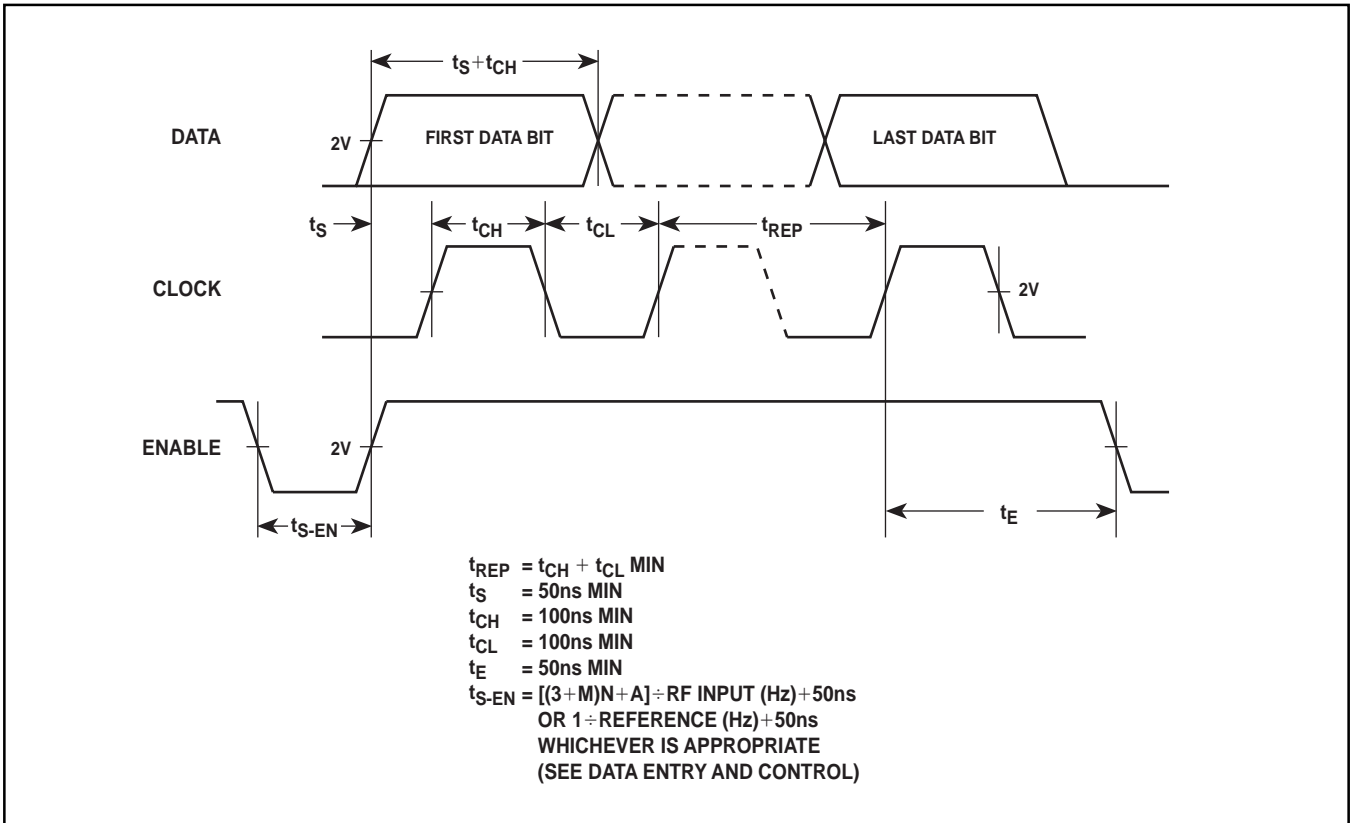 tS+tCH
DATA
2V
FIRST DATA BIT
LAST DATA BIT
tS
tCH
tCL
tREP
CLOCK
2V
ENABLE
2V
tS-EN
tE
tREP = tCH + tCL MIN
tS = 50ns MIN
tCH = 100ns MIN
tCL = 100ns MIN
tE = 50ns MIN
tS-EN = [(3+M)N+A]÷RF INPUT (Hz)+50ns
OR 1÷REFERENCE (Hz)+50ns
WHICHEVER IS APPROPRIATE
(SEE DATA ENTRY AND CONTROL)